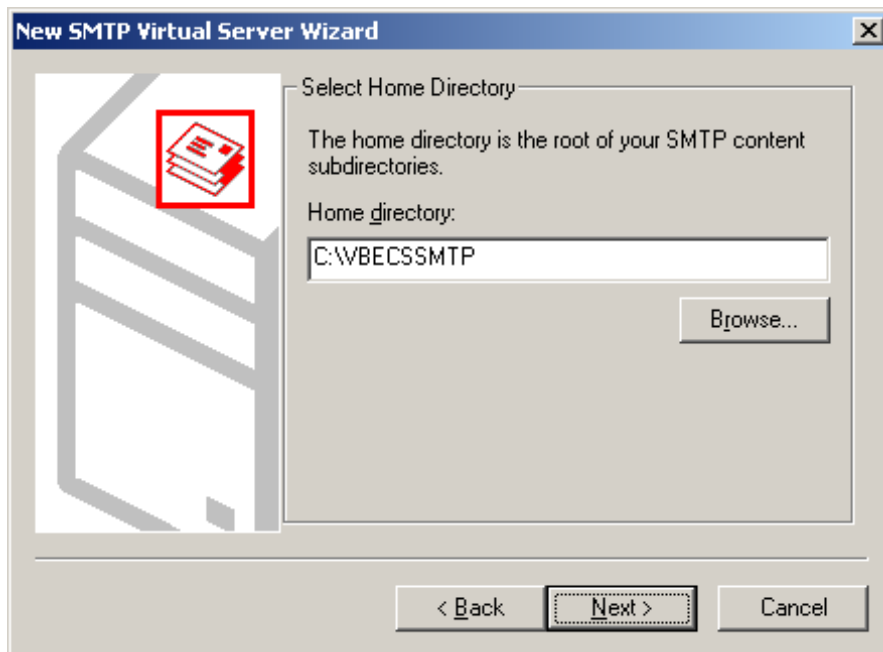 New SMTP Virtual Server Wizard
Select Home Directory
The home directory is the root of your SMTP content
subdirectories.
Home directory:
C:\VBECSSMTP
Browse...
< Back
Next >
Cancel